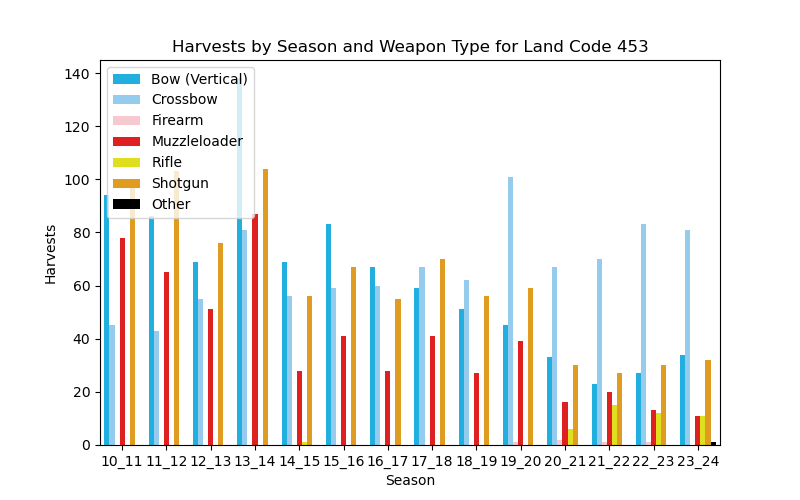 Harvests by Season and Weapon Type for Land Code 453
140
120
100
80
60
40
20
0
Harvests
Bow (Vertical)
Crossbow
Firearm
Muzzleloader
Rifle
Shotgun
Other
10_11 11_12 12_13 13_14 14_15 15_16 16_17 17_18 18_19 19_20 20_21 21_22 22_23 23_24
Season